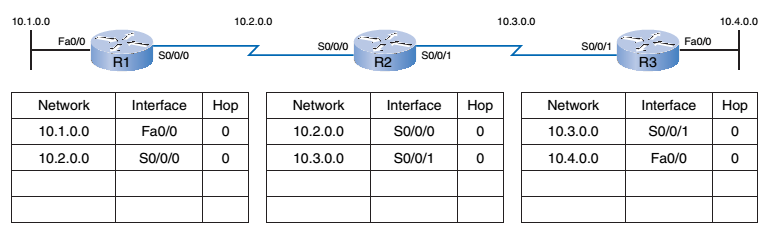 10.1.0.0 10.2.0.0 10.3.0.0 10.4.0.0
Fa0/0 S0/0/0 S0/0/0 S0/0/1 S0/0/1 Fa0/0
R1 R2 R3
Network Interface Hop Network Interface Hop Network Interface Hop
10.1.0.0 Fa0/0 0 10.2.0.0 S0/0/0 0 10.3.0.0 S0/0/1 0
10.2.0.0 S0/0/0 0 10.3.0.0 S0/0/1 0 10.4.0.0 Fa0/0 0